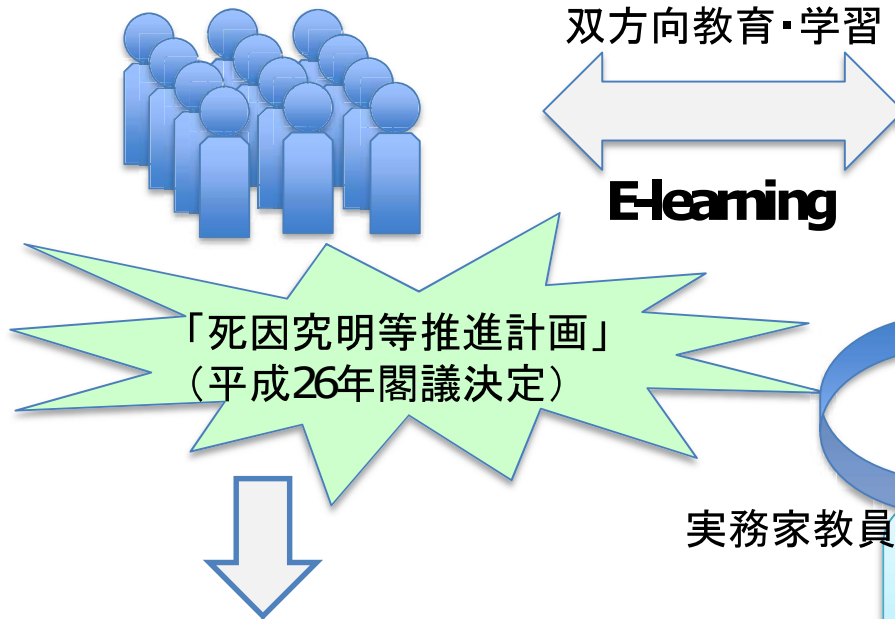 双方向教育・学習
E-learning
「死因究明等推進計画」
（平成26年閣議決定）
実務家教員